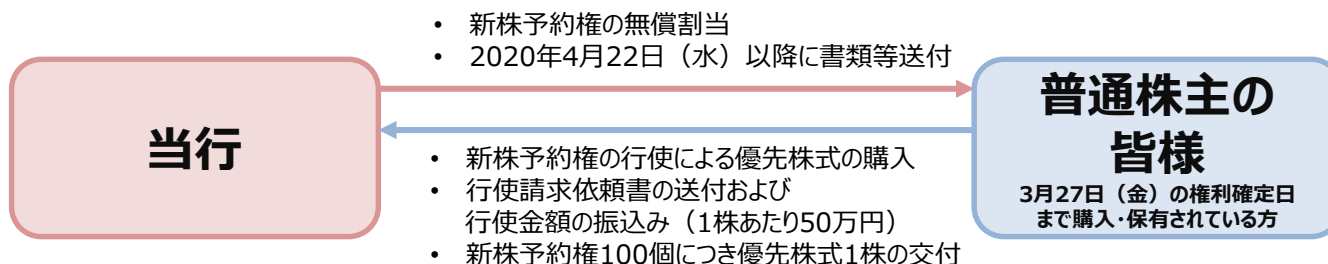 • 新株予約権の無償割当
• 2020年4月22日（水）以降に書類等送付
当行
普通株主の
皆様
3月27日（金）の権利確定日
まで購入・保有されている方
• 新株予約権の行使による優先株式の購入
• 行使請求依頼書の送付および
行使金額の振込み（1株あたり50万円）
• 新株予約権100個につき優先株式1株の交付